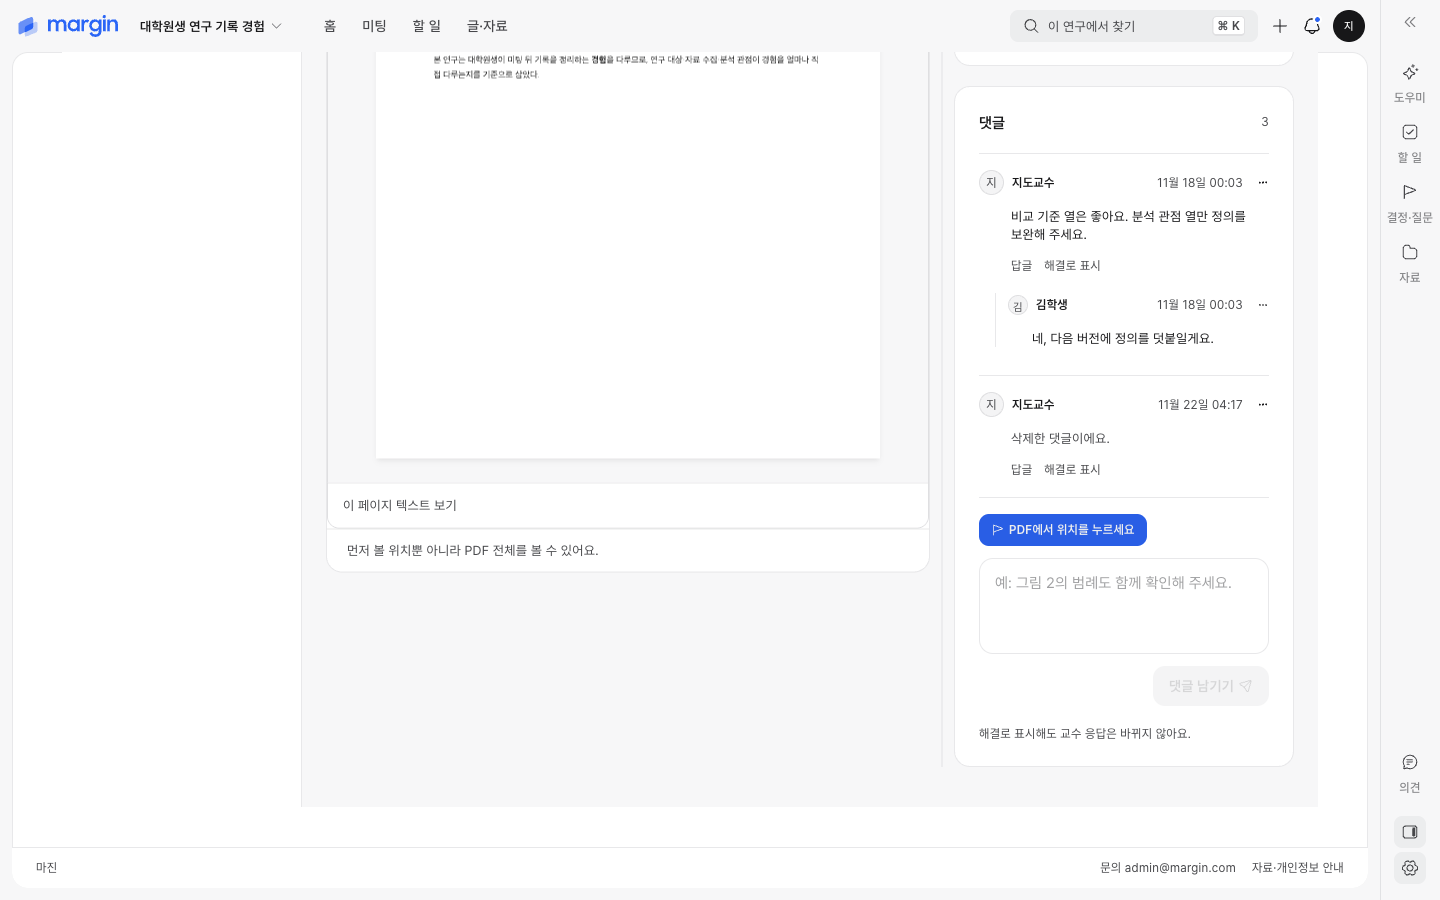 margin
대학원생 연구 기록 경험
홈
미팅
할 일
글·자료
이 연구에서 찾기
⌘ K
지
본 연구는 대학원생이 미팅 뒤 기록을 정리하는 경험을 다루므로, 연구 대상 자료 수집 분석 관점이 경험을 얼마나 직
접 다루는지를 기준으로 삼았다.
이 페이지 텍스트 보기
먼저 볼 위치뿐 아니라 PDF 전체를 볼 수 있어요.
댓글
3
지
지도교수
11월 18일 00:03
비교 기준 열은 좋아요. 분석 관점 열만 정의를
보완해 주세요.
답글
해결로 표시
김
김학생
11월 18일 00:03
네, 다음 버전에 정의를 덧붙일게요.
지
지도교수
11월 22일 04:17
삭제한 댓글이에요.
답글
해결로 표시
PDF에서 위치를 누르세요
예: 그림 2의 범례도 함께 확인해 주세요.
댓글 남기기
해결로 표시해도 교수 응답은 바뀌지 않아요.
도우미
할 일
결정·질문
자료
의견
마진
문의 admin@margin.com
자료·개인정보 안내